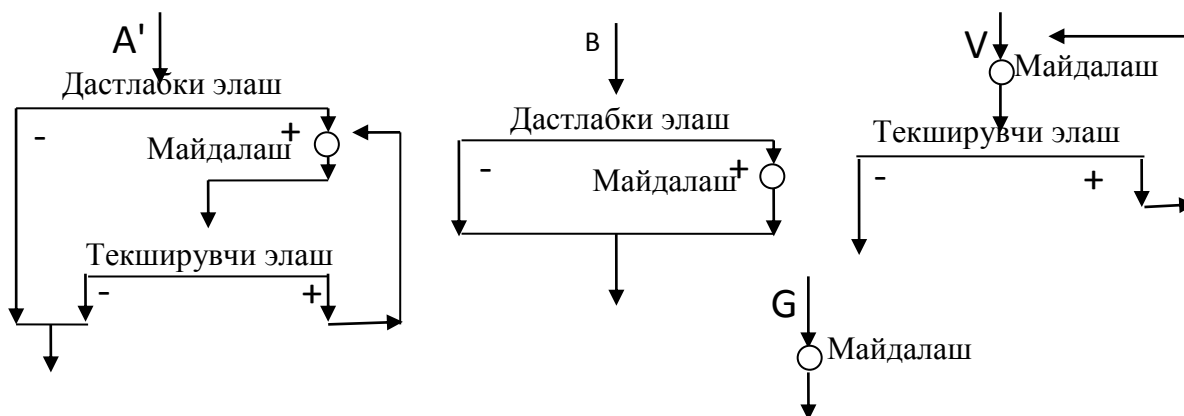 A'
Дастлабки элаш
-
+
Майдалаш
Текширувчи элаш
-
+
В
Дастлабки элаш
-
+
Майдалаш
V
Майдалаш
Текширувчи элаш
-
+
G
Майдалаш